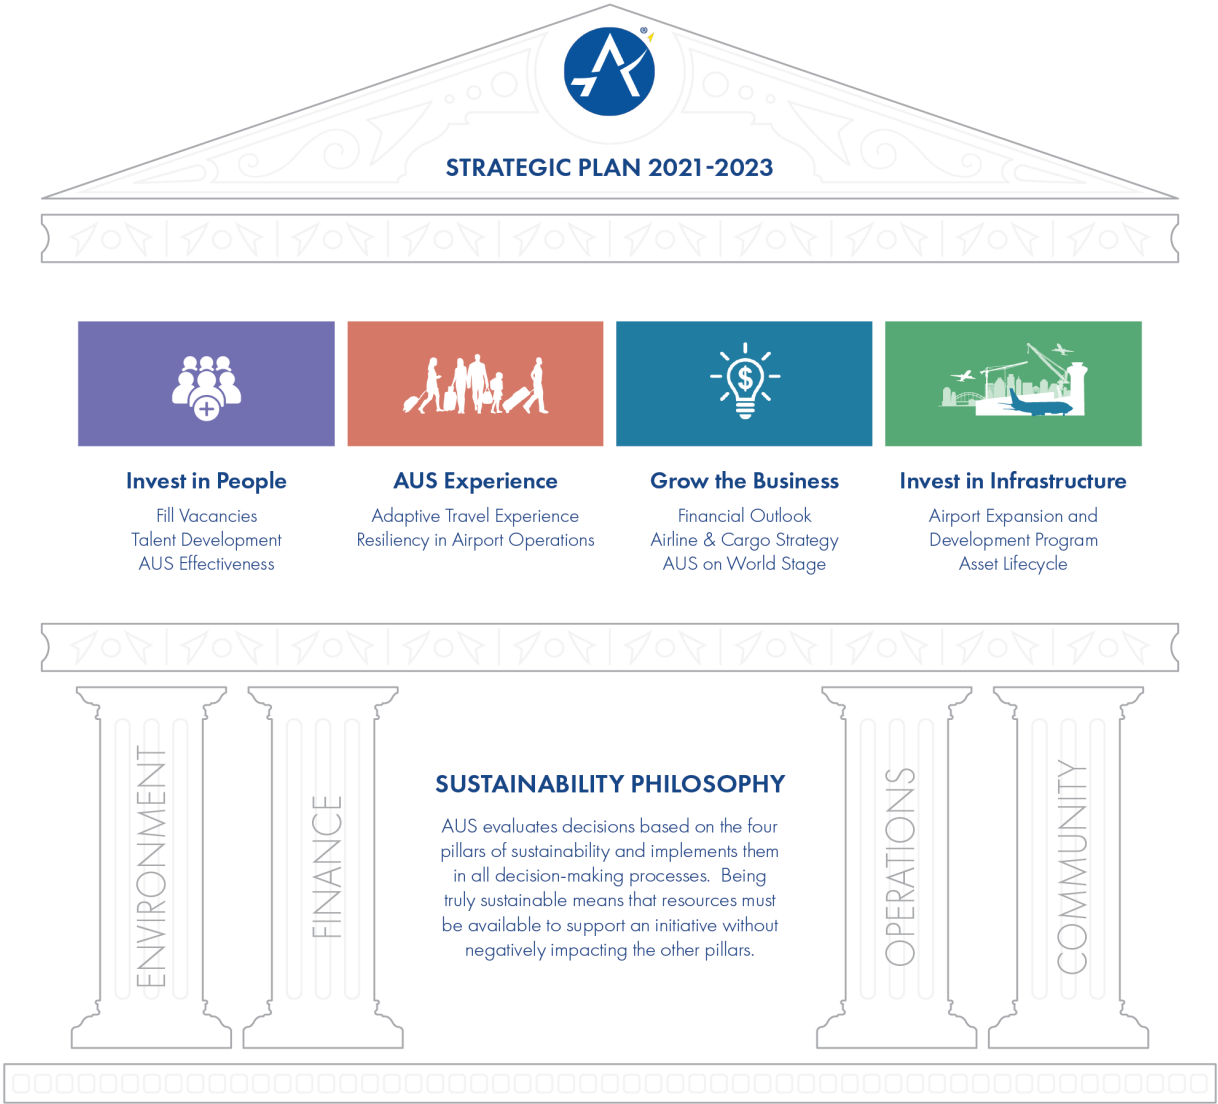 ®
STRATEGIC PLAN 2021-2023
Invest in People
Fill Vacancies
Talent Development
AUS Effectiveness
AUS Experience
Adaptive Travel Experience
Resiliency in Airport Operations
$
Grow the Business
Financial Outlook
Airline & Cargo Strategy
AUS on World Stage
Invest in Infrastructure
Airport Expansion and
Development Program
Asset Lifecycle
ENVIRONMENT
FINANCE
SUSTAINABILITY PHILOSOPHY
AUS evaluates decisions based on the four
pillars of sustainability and implements them
in all decision-making processes.  Being
truly sustainable means that resources must
be available to support an initiative without
negatively impacting the other pillars.
OPERATIONS
COMMUNITY